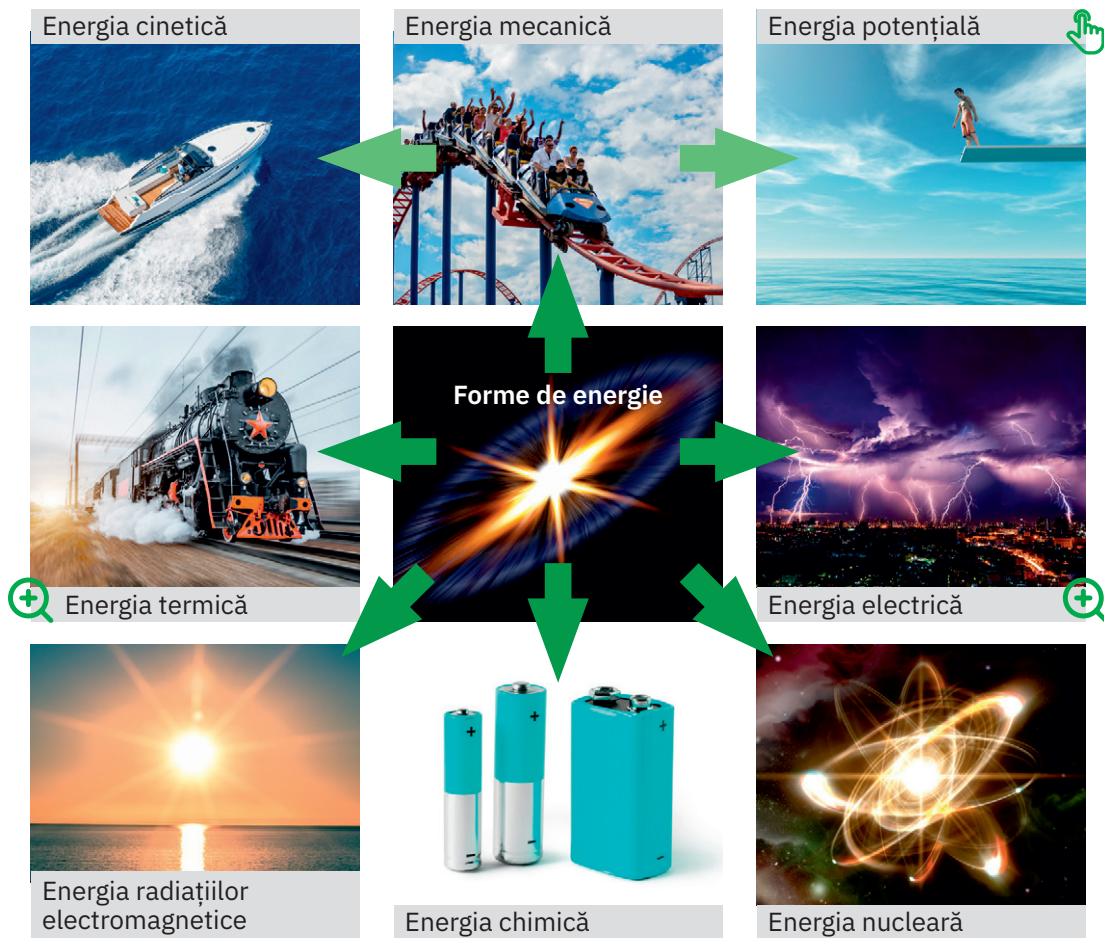 Energia cinetică
Energia mecanică
Energia potențială
Forme de energie
Energia termică
Energia electrică
Energia radiațiilor
electromagnetice
Energia chimică
Energia nucleară